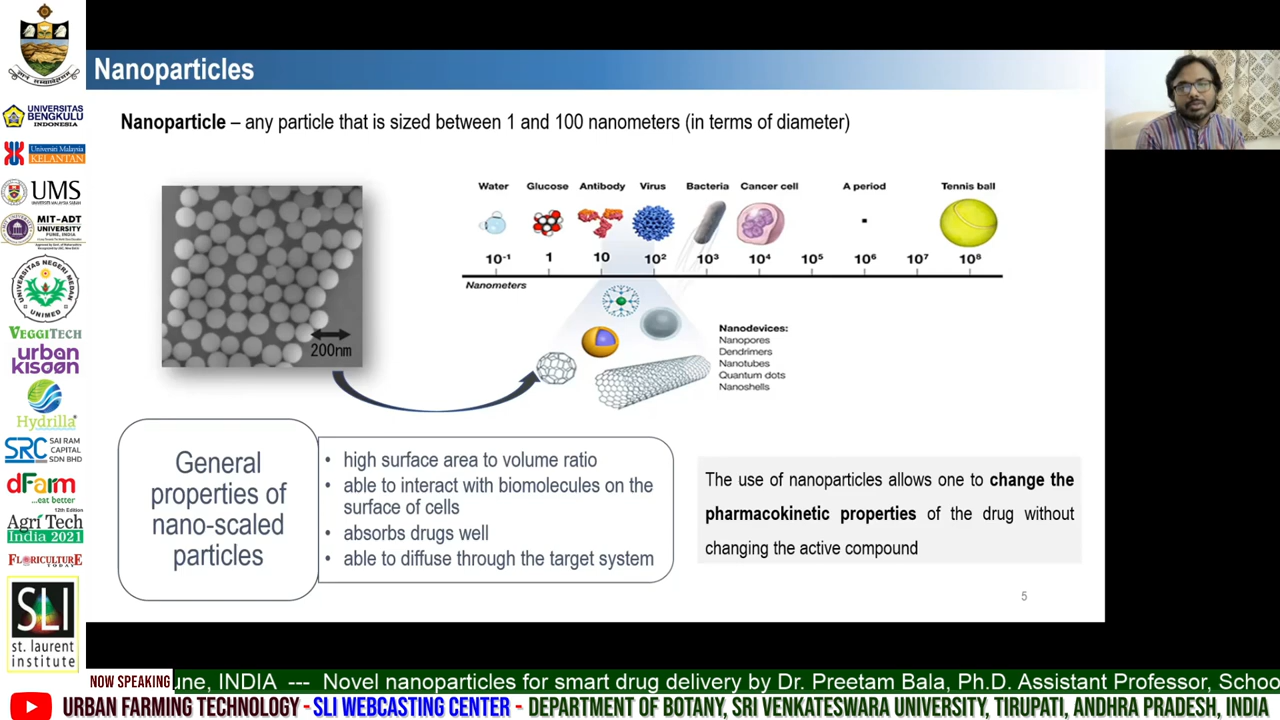 Nanoparticles
Nanoparticle – any particle that is sized between 1 and 100 nanometers (in terms of diameter)
200nm
Water Glucose Antibody Virus Bacteria Cancer cell A period Tennis ball
10⁻¹ 1 10 10² 10³ 10⁴ 10⁵ 10⁶ 10⁷ 10⁸
Nanometers
Nanodevices:
Nanopores
Dendrimers
Nanotubes
Quantum dots
Nanoshells
General
properties of
nano-scaled
particles
• high surface area to volume ratio
• able to interact with biomolecules on the
surface of cells
• absorbs drugs well
• able to diffuse through the target system
The use of nanoparticles allows one to change the
pharmacokinetic properties of the drug without
changing the active compound
5
UNIVERSITAS
BENGKULU
INDONESIA
Universiti Malaysia
KELANTAN
UMS
MIT-ADT
UNIVERSITY
PUNE, INDIA
UNIVERSITAS NEGERI MEDAN
UNIMED
VEGGITECH
urban
kisaan
Hydrilla
SRC SAI RAM
CAPITAL
SDN BHD
dFarm
...eat better
12th Edition
Agri Tech
India 2021
FLORICULTURE
TODAY
SLI
st. laurent
institute
NOW SPEAKING
une, INDIA --- Novel nanoparticles for smart drug delivery by Dr. Preetam Bala, Ph.D. Assistant Professor, Schoo
URBAN FARMING TECHNOLOGY - SLI WEBCASTING CENTER - DEPARTMENT OF BOTANY, SRI VENKATESWARA UNIVERSITY, TIRUPATI, ANDHRA PRADESH, INDIA